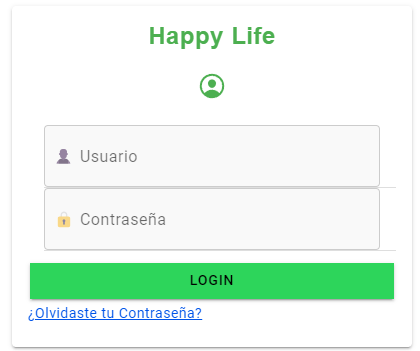 Happy Life
Usuario
Contraseña
LOGIN
¿Olvidaste tu Contraseña?